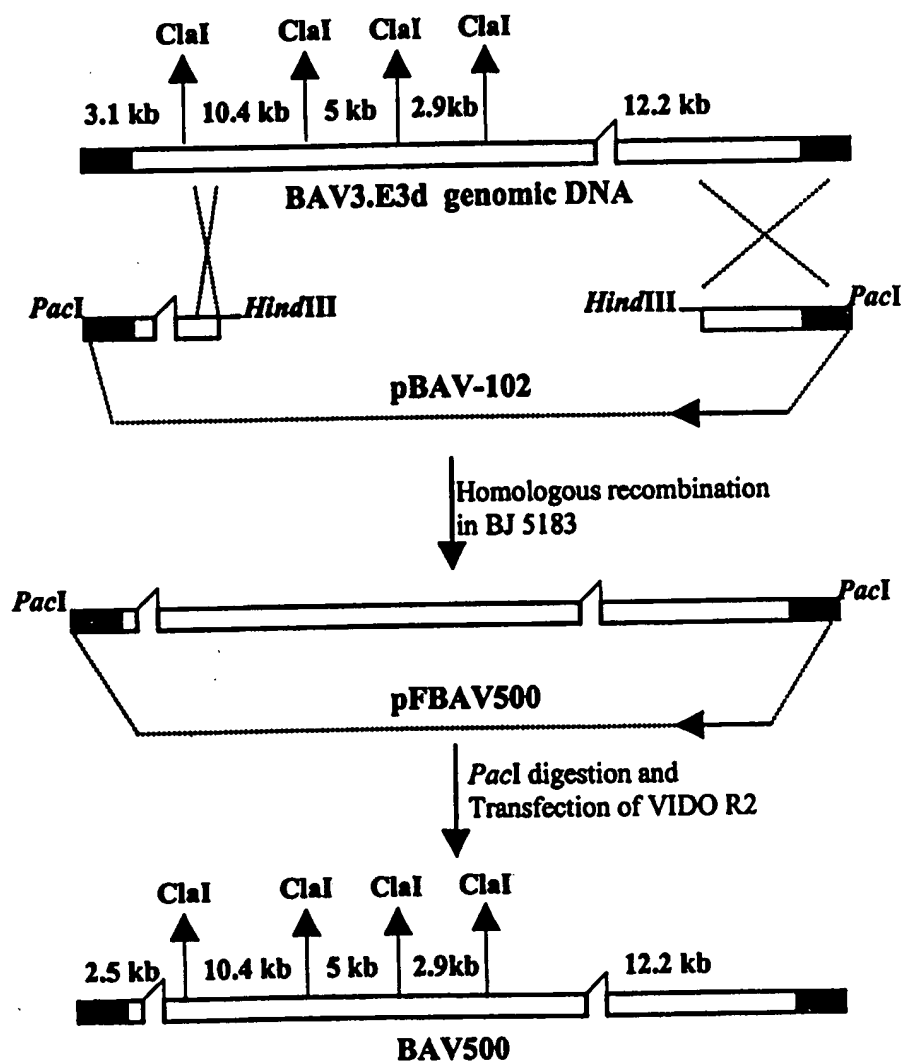 ClaI ClaI ClaI ClaI
3.1 kb 10.4 kb 5 kb 2.9kb 12.2 kb
BAV3.E3d genomic DNA
PacI HindIII HindIII PacI
pBAV-102
Homologous recombination
in BJ 5183
PacI PacI
pFBAV500
PacI digestion and
Transfection of VIDO R2
ClaI ClaI ClaI ClaI
2.5 kb 10.4 kb 5 kb 2.9kb 12.2 kb
BAV500